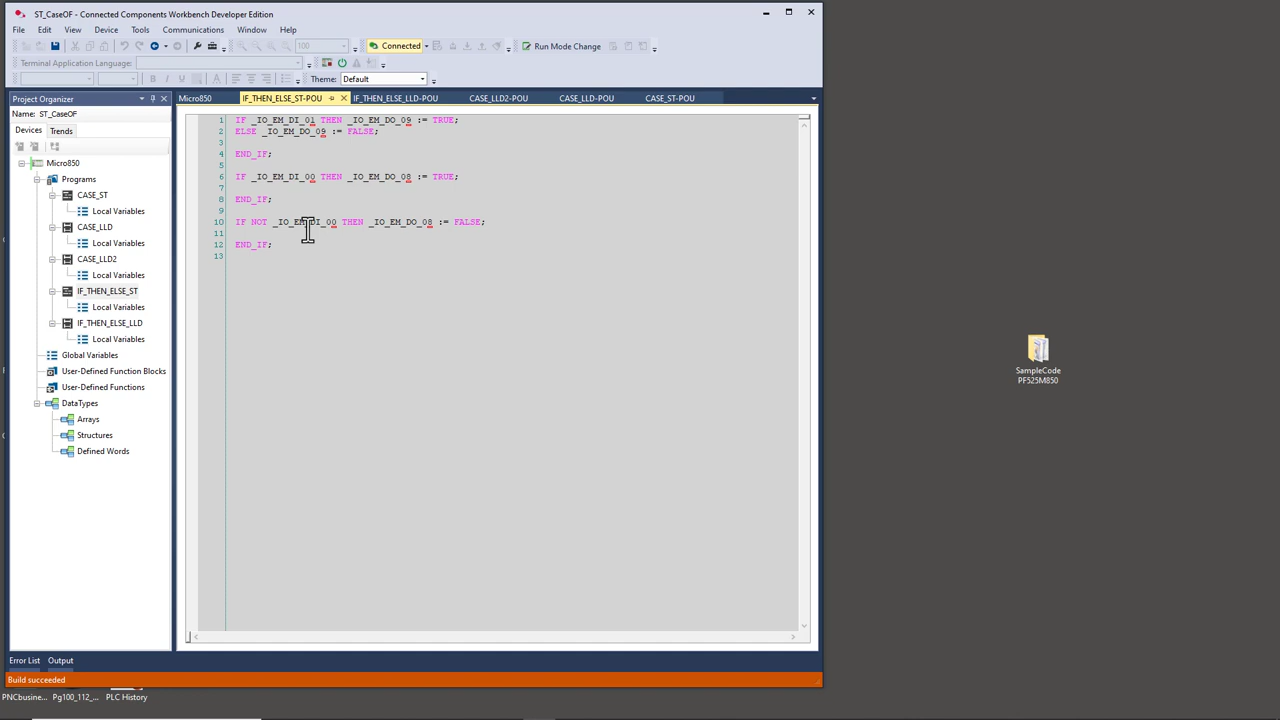 ST_CaseOF - Connected Components Workbench Developer Edition
File Edit View Device Tools Communications Window Help
100 Connected Run Mode Change
Terminal Application Language:
B I U A Theme: Default
Project Organizer
Name: ST_CaseOF
Devices Trends
Micro850
Programs
CASE_ST
Local Variables
CASE_LLD
Local Variables
CASE_LLD2
Local Variables
IF_THEN_ELSE_ST
Local Variables
IF_THEN_ELSE_LLD
Local Variables
Global Variables
User-Defined Function Blocks
User-Defined Functions
DataTypes
Arrays
Structures
Defined Words
Micro850 IF_THEN_ELSE_ST-POU IF_THEN_ELSE_LLD-POU CASE_LLD2-POU CASE_LLD-POU CASE_ST-POU
1 IF _IO_EM_DI_01 THEN _IO_EM_DO_09 := TRUE;
2 ELSE _IO_EM_DO_09 := FALSE;
3
4 END_IF;
5
6 IF _IO_EM_DI_00 THEN _IO_EM_DO_08 := TRUE;
7
8 END_IF;
9
10 IF NOT _IO_EM_DI_00 THEN _IO_EM_DO_08 := FALSE;
11
12 END_IF;
13
SampleCode
PF525M850
Error List Output
Build succeeded
PNCbusine... Pg100_112_... PLC History